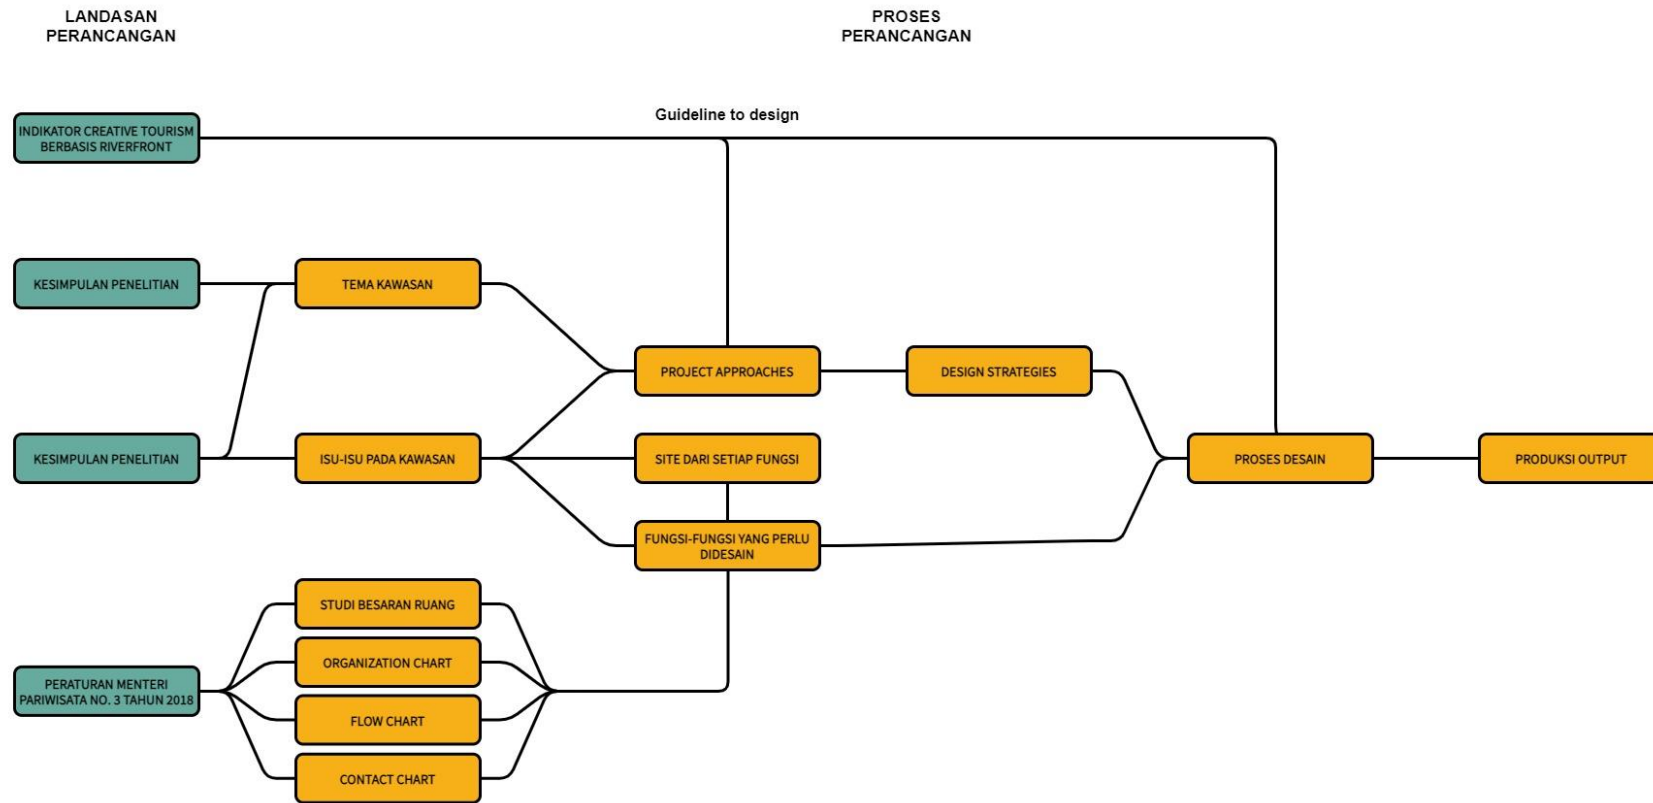 LANDASAN
PERANCANGAN
PROSES
PERANCANGAN
Guideline to design
INDIKATOR CREATIVE TOURISM
BERBASIS RIVERFRONT
KESIMPULAN PENELITIAN
TEMA KAWASAN
PROJECT APPROACHES
DESIGN STRATEGIES
KESIMPULAN PENELITIAN
ISU-ISU PADA KAWASAN
SITE DARI SETIAP FUNGSI
PROSES DESAIN
PRODUKSI OUTPUT
FUNGSI-FUNGSI YANG PERLU
DIDESAIN
STUDI BESARAN RUANG
ORGANIZATION CHART
PERATURAN MENTERI
PARIWISATA NO. 3 TAHUN 2018
FLOW CHART
CONTACT CHART